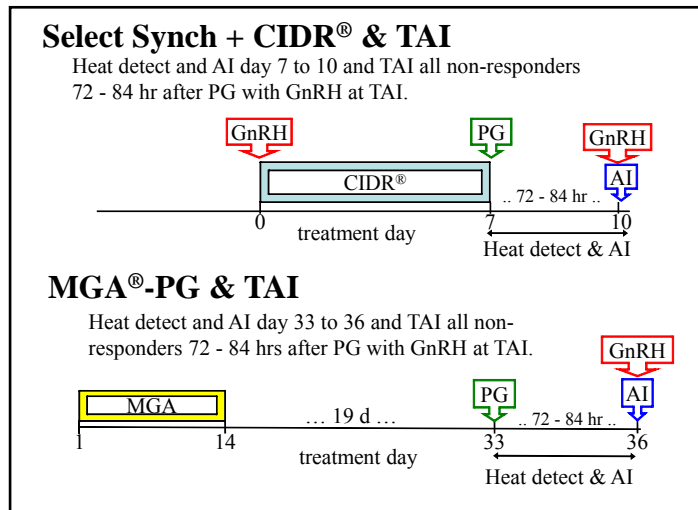 Select Synch + CIDR® & TAI
Heat detect and AI day 7 to 10 and TAI all non-responders
72 - 84 hr after PG with GnRH at TAI.
GnRH
PG
GnRH
CIDR®
AI
.. 72 - 84 hr ..
0
treatment day
7
10
Heat detect & AI
MGA®-PG & TAI
Heat detect and AI day 33 to 36 and TAI all non-
responders 72 - 84 hrs after PG with GnRH at TAI.
GnRH
MGA
PG
AI
... 19 d ...
.. 72 - 84 hr ..
1
14
treatment day
33
36
Heat detect & AI